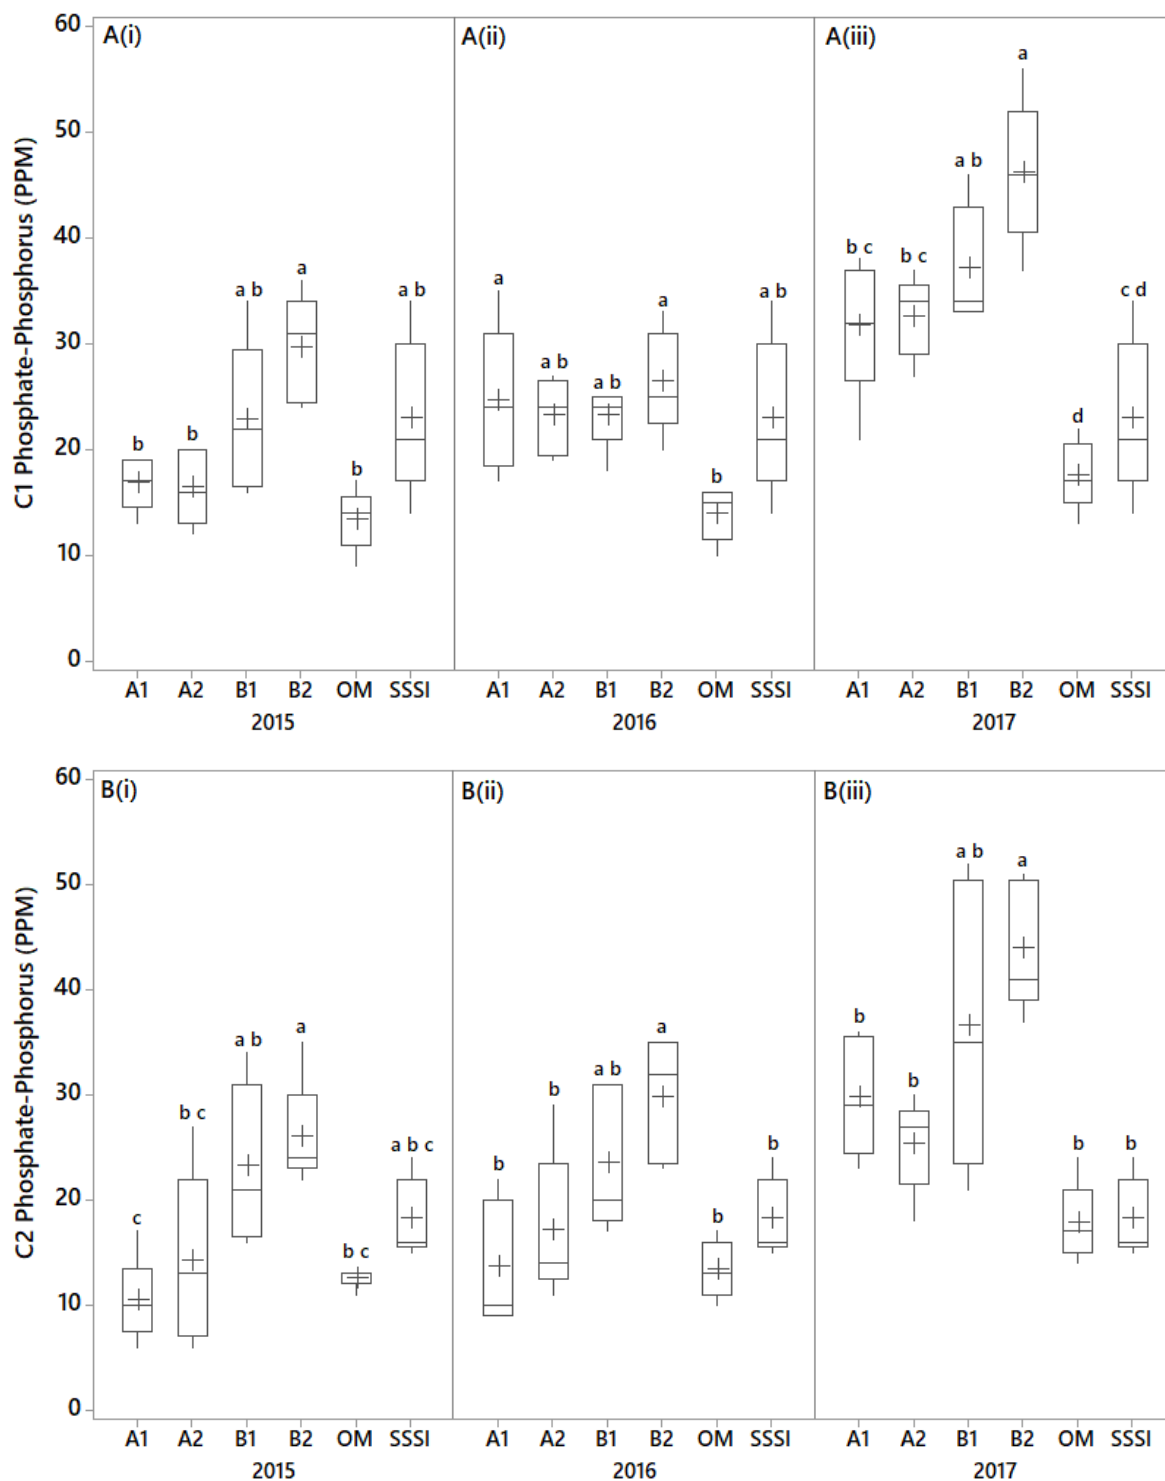 C1 Phosphate-Phosphorus (PPM)
60
50
40
30
20
10
0
A(i)
A(ii)
A(iii)
b
b
a b
a
b
a b
a
a b
a b
a
b
a b
b c
b c
a b
a
d
c d
A1 A2 B1 B2 OM SSSI A1 A2 B1 B2 OM SSSI A1 A2 B1 B2 OM SSSI
2015 2016 2017
C2 Phosphate-Phosphorus (PPM)
60
50
40
30
20
10
0
B(i)
B(ii)
B(iii)
c
b c
a b
a
b c
a b c
b
b
a b
a
b
b
b
b
a b
a
b
b
A1 A2 B1 B2 OM SSSI A1 A2 B1 B2 OM SSSI A1 A2 B1 B2 OM SSSI
2015 2016 2017